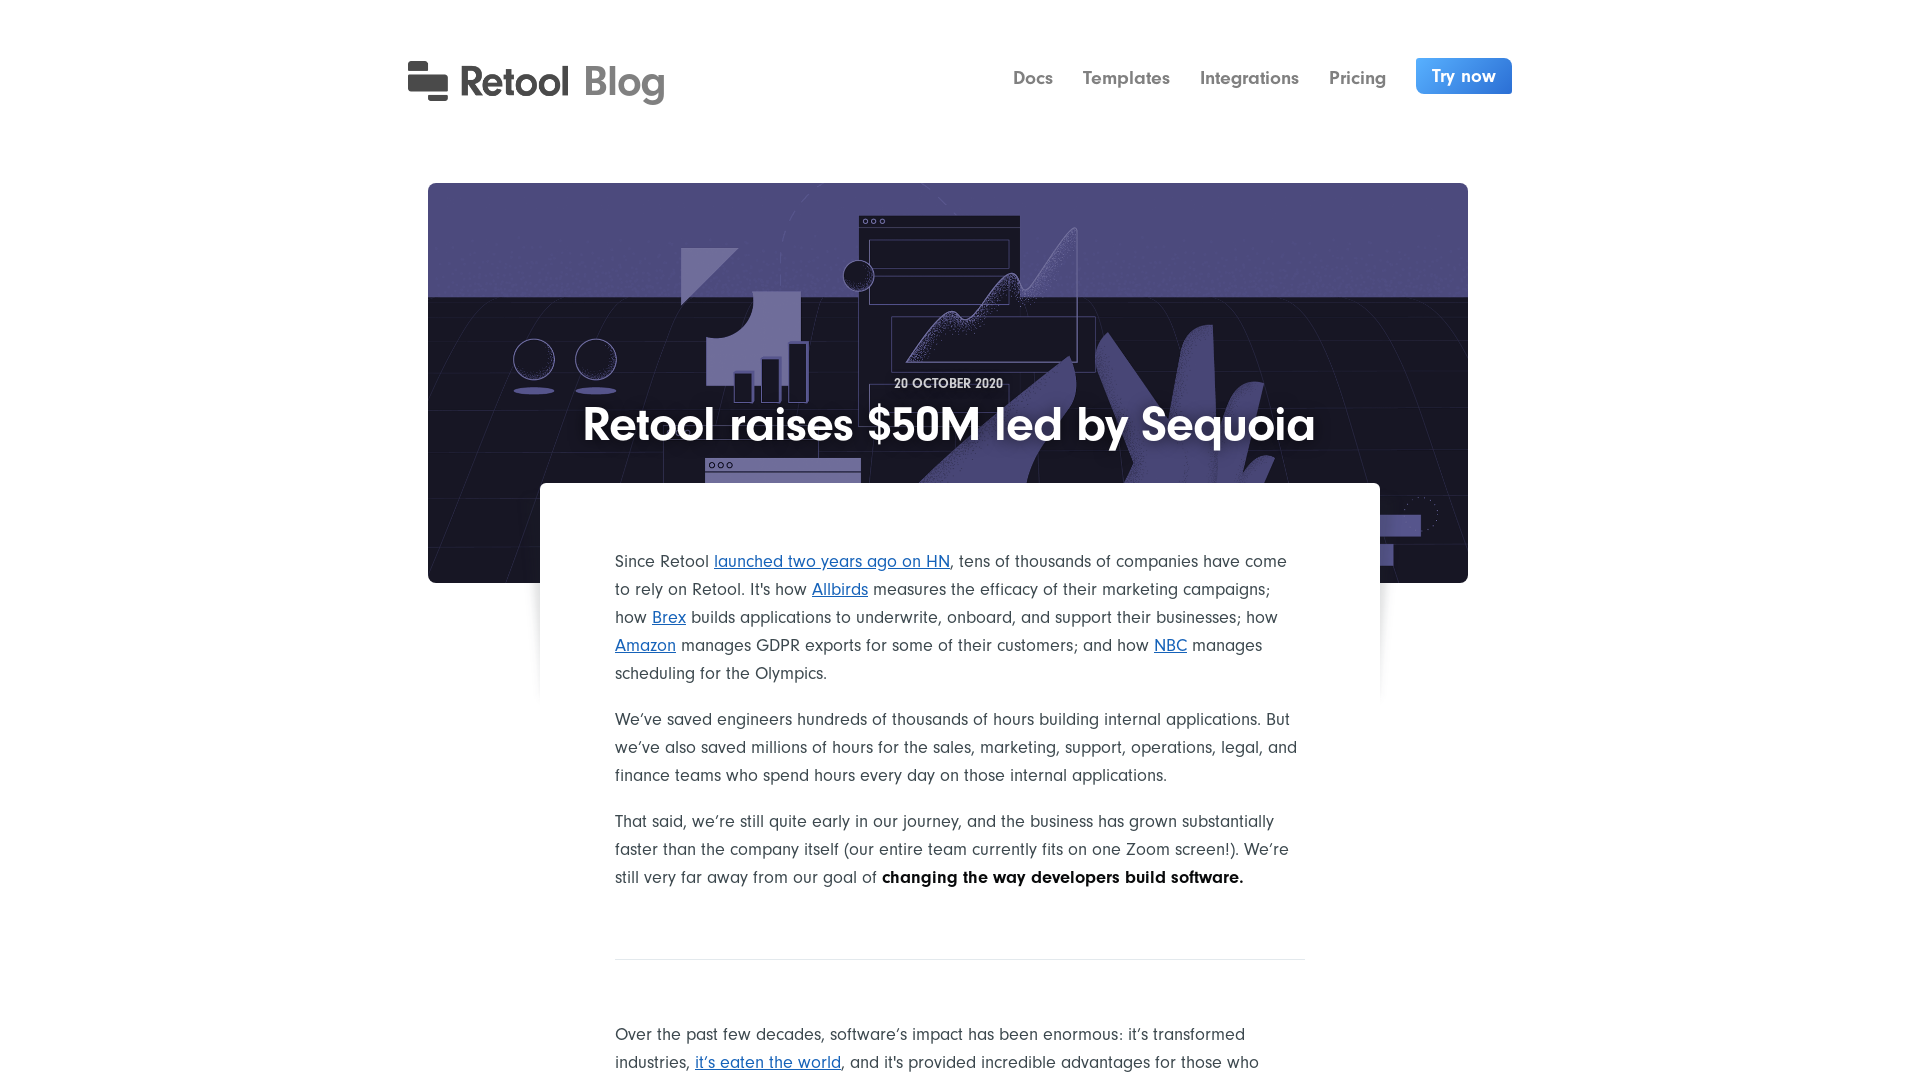 Retool Blog
Docs Templates Integrations Pricing Try now
20 OCTOBER 2020
Retool raises $50M led by Sequoia
Since Retool launched two years ago on HN, tens of thousands of companies have come
to rely on Retool. It's how Allbirds measures the efficacy of their marketing campaigns;
how Brex builds applications to underwrite, onboard, and support their businesses; how
Amazon manages GDPR exports for some of their customers; and how NBC manages
scheduling for the Olympics.
We’ve saved engineers hundreds of thousands of hours building internal applications. But
we’ve also saved millions of hours for the sales, marketing, support, operations, legal, and
finance teams who spend hours every day on those internal applications.
That said, we’re still quite early in our journey, and the business has grown substantially
faster than the company itself (our entire team currently fits on one Zoom screen!). We’re
still very far away from our goal of changing the way developers build software.
Over the past few decades, software’s impact has been enormous: it’s transformed
industries, it’s eaten the world, and it's provided incredible advantages for those who